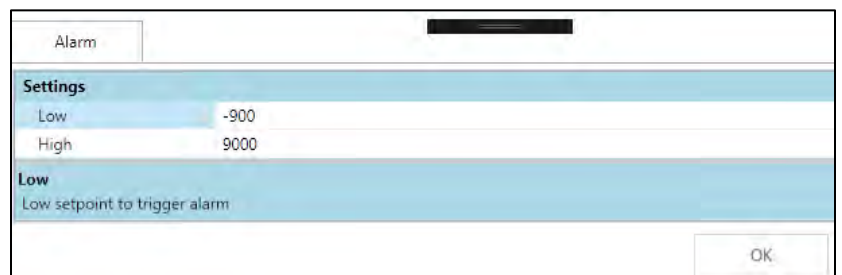 Alarm
Settings
Low -900
High 9000
Low
Low setpoint to trigger alarm
OK